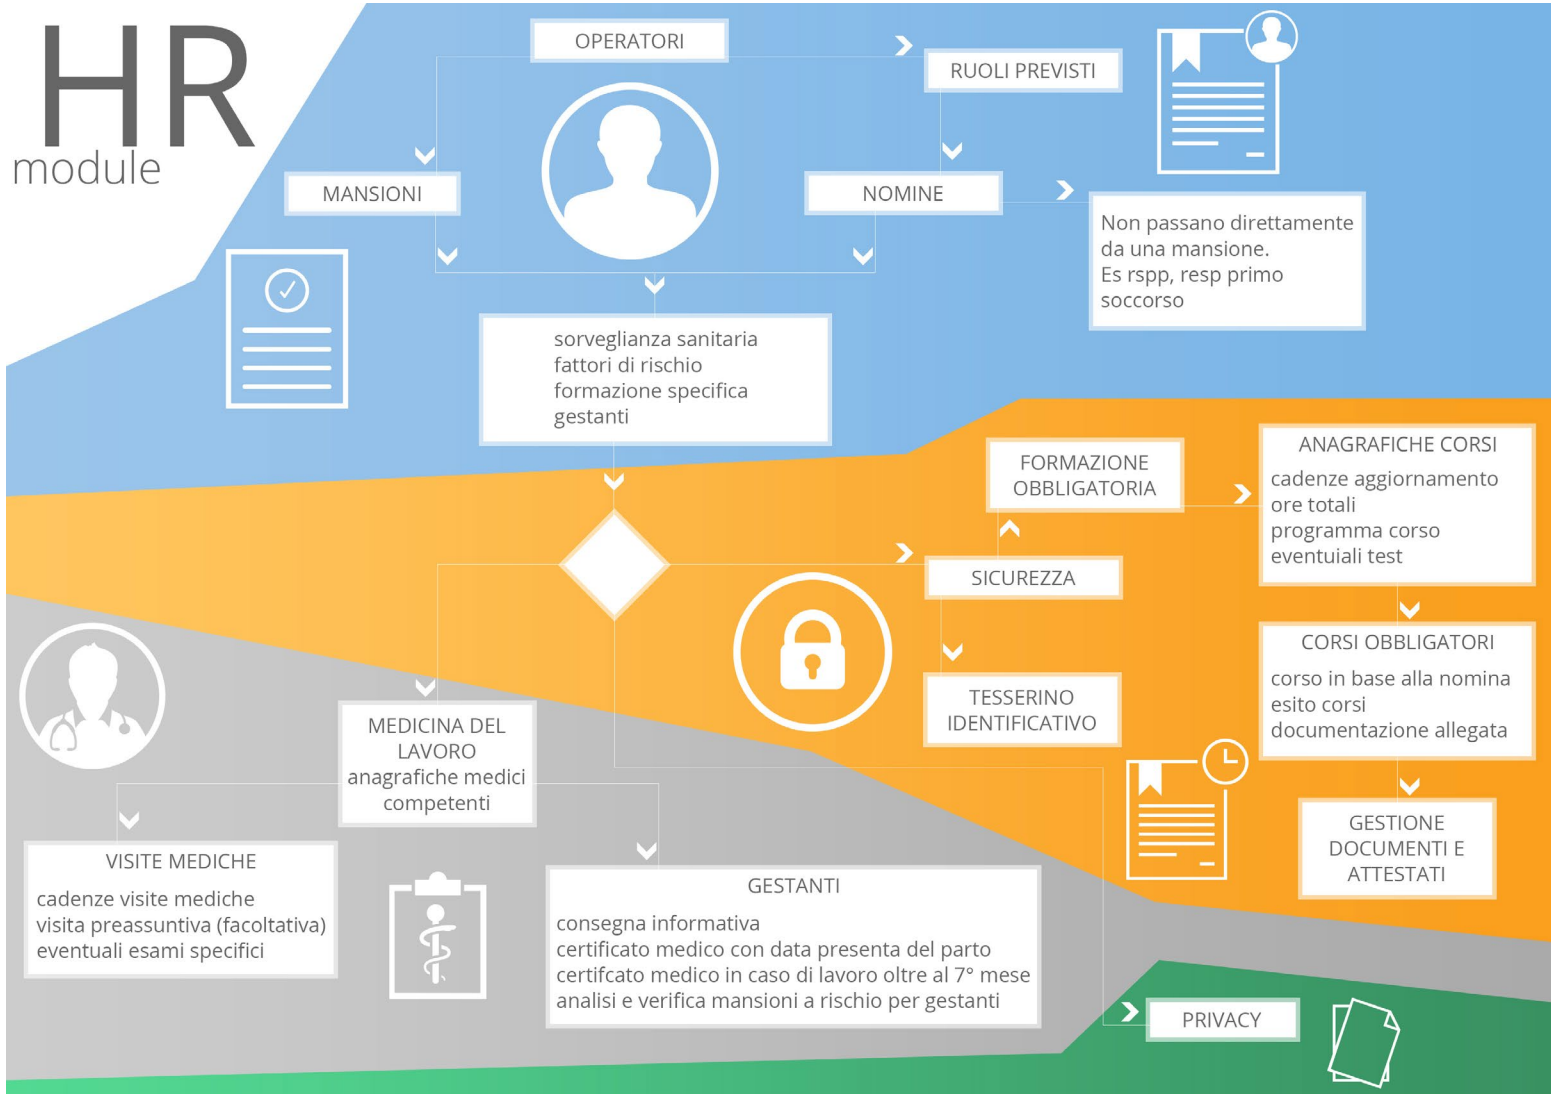 HR
module
OPERATORI
RUOLI PREVISTI
MANSIONI
NOMINE
Non passano direttamente
da una mansione.
Es rspp, resp primo
soccorso
sorveglianza sanitaria
fattori di rischio
formazione specifica
gestanti
FORMAZIONE
OBBLIGATORIA
ANAGRAFICHE CORSI
cadenze aggiornamento
ore totali
programma corso
eventuiali test
SICUREZZA
CORSI OBBLIGATORI
corso in base alla nomina
esito corsi
documentazione allegata
TESSERINO
IDENTIFICATIVO
MEDICINA DEL
LAVORO
anagrafiche medici
competenti
GESTIONE
DOCUMENTI E
ATTESTATI
VISITE MEDICHE
cadenze visite mediche
visita preassuntiva (facoltativa)
eventuali esami specifici
GESTANTI
consegna informativa
certificato medico con data presenta del parto
certifcato medico in caso di lavoro oltre al 7° mese
analisi e verifica mansioni a rischio per gestanti
PRIVACY